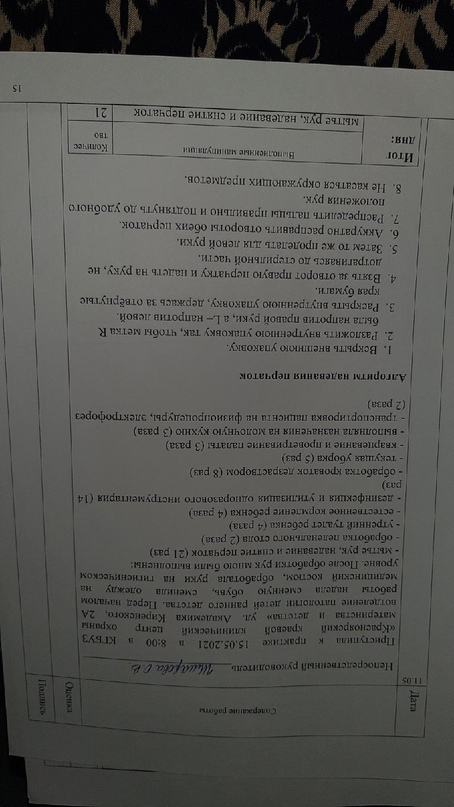 Дата
Содержание работы
Оценка
Подпись
11.05
Непосредственный руководитель
Приступила к практике 15.05.2021 в 8:00 в КГБУЗ
«Красноярский краевой клинический центр охраны
материнства и детства» ул. Академика Киренского, 2А
отделение патологии детей раннего детства. Перед началом
работы надела сменную обувь, сменила одежду на
медицинский костюм, обработала руки на гигиеническом
уровне. После обработки рук мною были выполнены:
- мытье рук, надевание и снятие перчаток (21 раз)
- обработка пеленального стола (2 раза,
- утренний туалет ребенка (4 раза)
- естественное кормление ребенка (4 раза)
- дезинфекция и утилизация одноразового инструментария (14
раз)
- обработка кроваток дезраствором (8 раз)
- текущая уборка (5 раз)
- кварцевание и проветривание палаты (3 раза)
- выполняла назначения на молочную кухню (3 раза)
- транспортировка пациента на физиопроцедуры, электрофорез
(2 раза)
Алгоритм надевания перчаток
1. Вскрыть внешнюю упаковку.
2. Разложить внутреннюю упаковку так, чтобы метка R
была напротив правой руки, а L– напротив левой.
3. Раскрыть внутреннюю упаковку, держась за отвёрнутые
края бумаги.
4. Взять за отворот правую перчатку и надеть на руку, не
дотрагиваясь до стерильной части.
5. Затем то же проделать для левой руки.
6. Аккуратно расправить отвороты обеих перчаток.
7. Распределить пальцы правильно и подтянуть до удобного
положения рук.
8. Не касаться окружающих предметов.
Итог
дня:
Выполненные манипуляции
Количес
тво
мытье рук, надевание и снятие перчаток
21
15